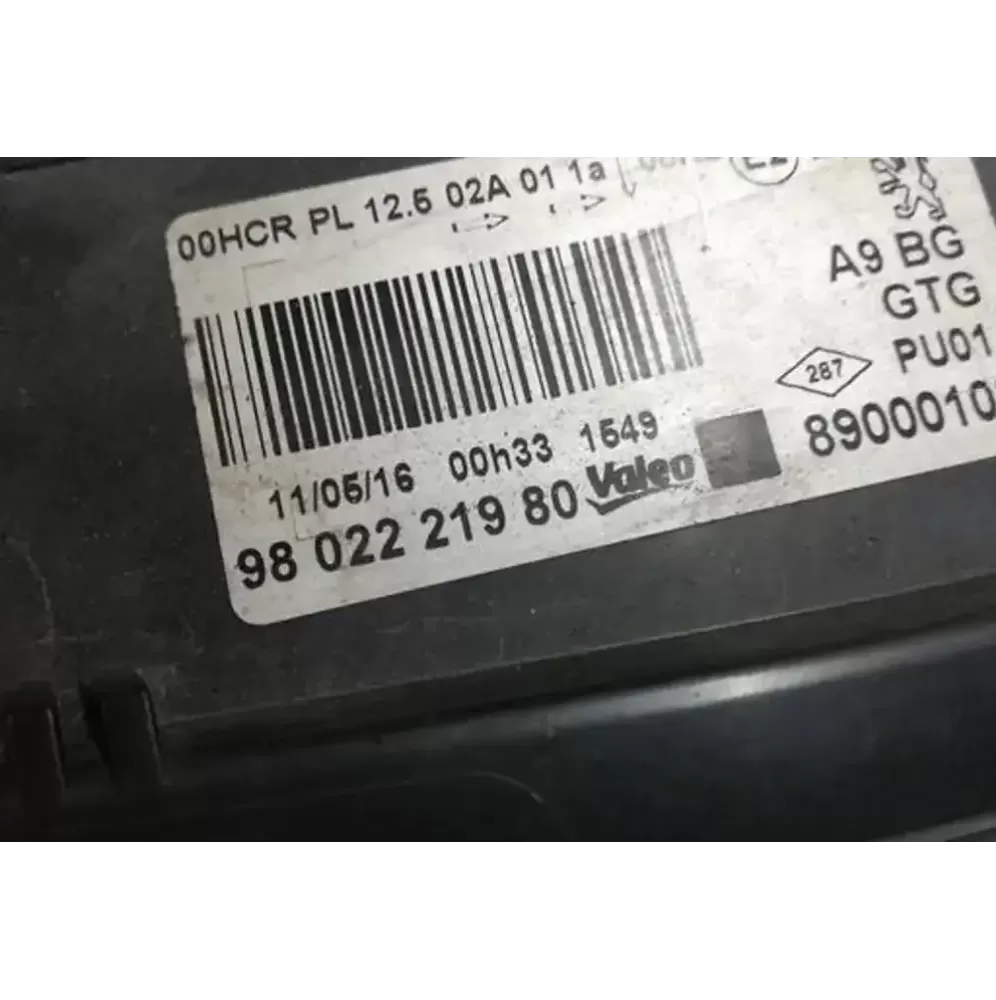 00HCR PL 12.5 02A 01 1a
A9 BG
GTG
287
PU01
11/05/16 00h33 1549
8900010
98 022 219 80
Valeo